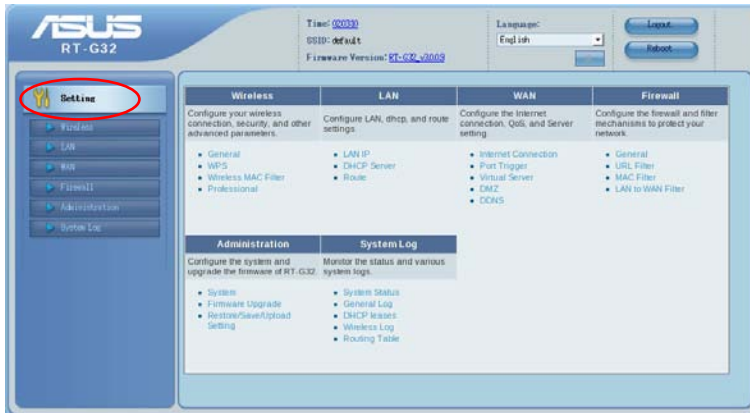 ASUS
RT-G32
Time:
SSID: default
Firmware Version:
Language:
English
Logout
Reboot
Setting
Wireless
LAN
WAN
Firewall
Administration
System Log
Wireless
Configure your wireless
connection, security, and other
advanced parameters.
General
WPS
Wireless MAC Filter
Professional
LAN
Configure LAN, dhcp, and route
settings.
LAN IP
DHCP Server
Route
WAN
Configure the Internet
connection, QoS, and Server
setting
Internet Connection
Port Trigger
Virtual Server
DMZ
DDNS
Firewall
Configure the firewall and filter
mechanisms to protect your
network.
General
URL Filter
MAC Filter
LAN to WAN Filter
Administration
Configure the system and
upgrade the firmware of RT-G32.
System
Firmware Upgrade
Restore/Save/Upload
Setting
System Log
Monitor the status and various
system logs.
System Status
General Log
DHCP leases
Wireless Log
Routing Table